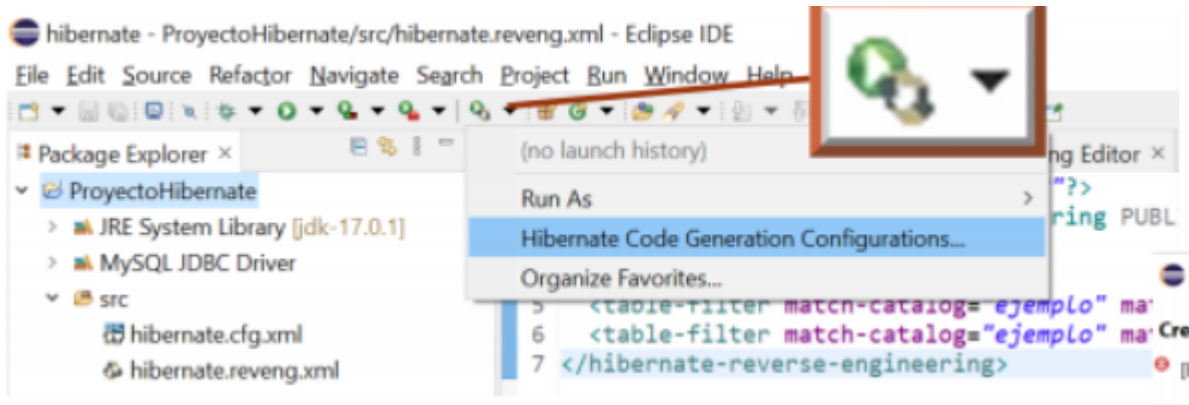 hibernate - ProyectoHibernate/src/hibernate.reveng.xml - Eclipse IDE
File Edit Source Refactor Navigate Search Project Run Window Help
Package Explorer ×
ng Editor ×
(no launch history)
ProyectoHibernate
"?>
Run As
ring PUBL
JRE System Library [jdk-17.0.1]
Hibernate Code Generation Configurations...
MySQL JDBC Driver
Organize Favorites...
src
5 <table-filter match-catalog="ejemplo" ma
hibernate.cfg.xml
6 <table-filter match-catalog="ejemplo" ma
Cre
hibernate.reveng.xml
7 </hibernate-reverse-engineering>